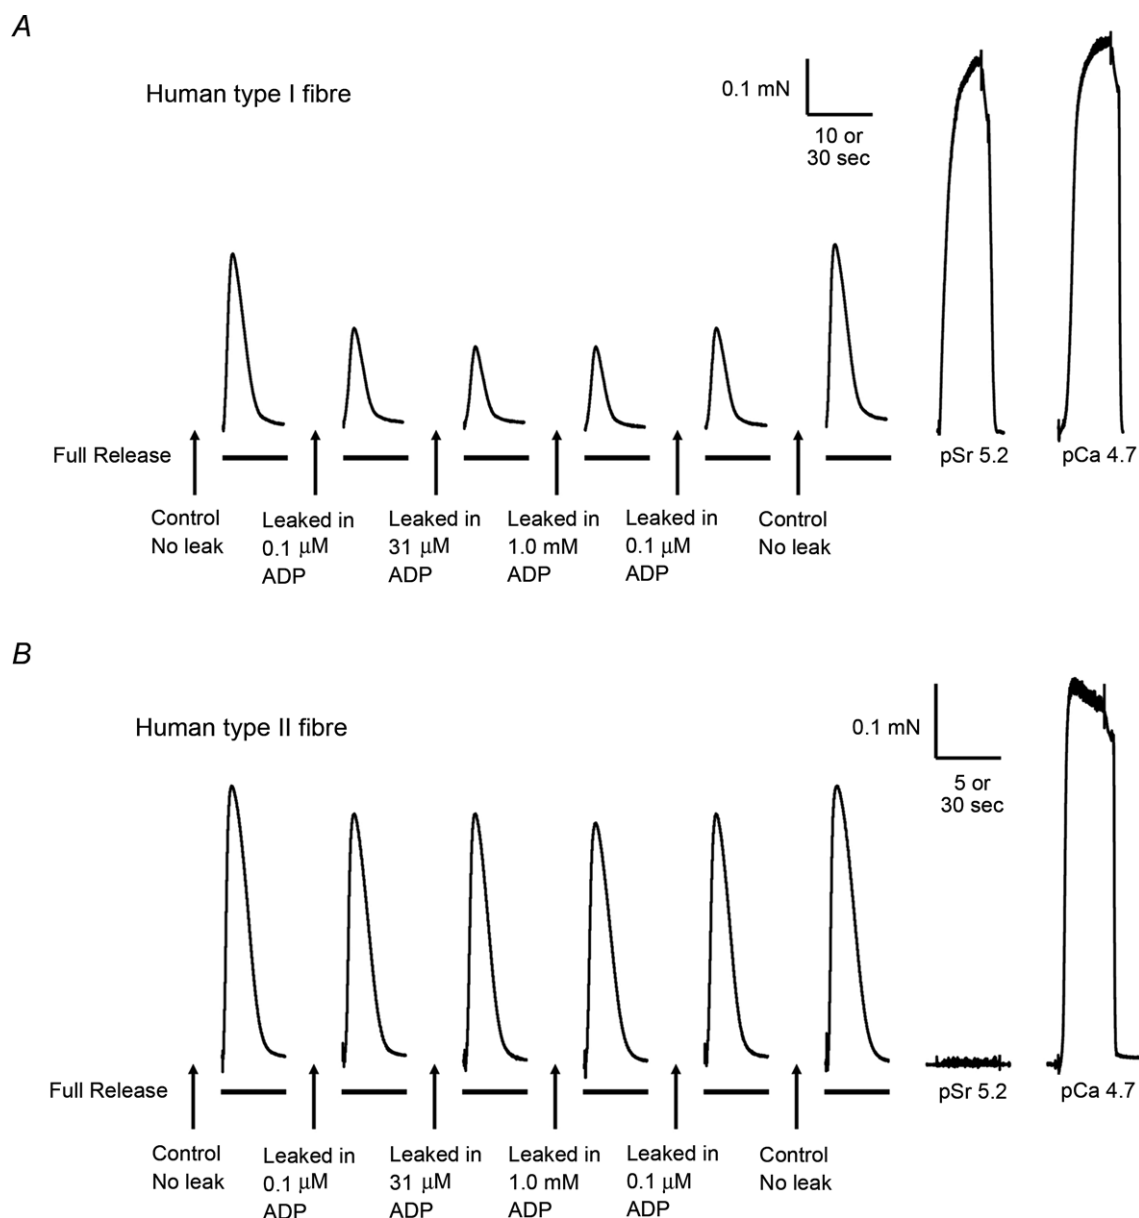 A
Human type I fibre
0.1 mN
10 or
30 sec
pSr 5.2
pCa 4.7
Full Release
Control
No leak
Leaked in
0.1 μM
ADP
Leaked in
31 μM
ADP
Leaked in
1.0 mM
ADP
Leaked in
0.1 μM
ADP
Control
No leak
B
Human type II fibre
0.1 mN
5 or
30 sec
pSr 5.2
pCa 4.7
Full Release
Control
No leak
Leaked in
0.1 μM
ADP
Leaked in
31 μM
ADP
Leaked in
1.0 mM
ADP
Leaked in
0.1 μM
ADP
Control
No leak